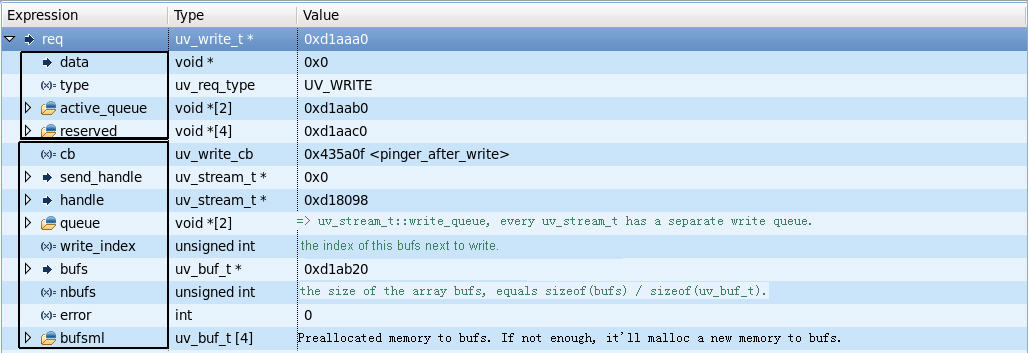 Expression Type Value
req uv_write_t * 0xd1aaa0
data void * 0x0
(x)= type uv_req_type UV_WRITE
active_queue void *[2] 0xd1aab0
reserved void *[4] 0xd1aac0
(x)= cb uv_write_cb 0x435a0f <pinger_after_write>
send_handle uv_stream_t * 0x0
handle uv_stream_t * 0xd18098
queue void *[2] => uv_stream_t::write_queue, every uv_stream_t has a separate write queue.
(x)= write_index unsigned int the index of this bufs next to write.
bufs uv_buf_t * 0xd1ab20
(x)= nbufs unsigned int the size of the array bufs, equals sizeof(bufs) / sizeof(uv_buf_t).
(x)= error int 0
bufsml uv_buf_t [4] Preallocated memory to bufs. If not enough, it'll malloc a new memory to bufs.